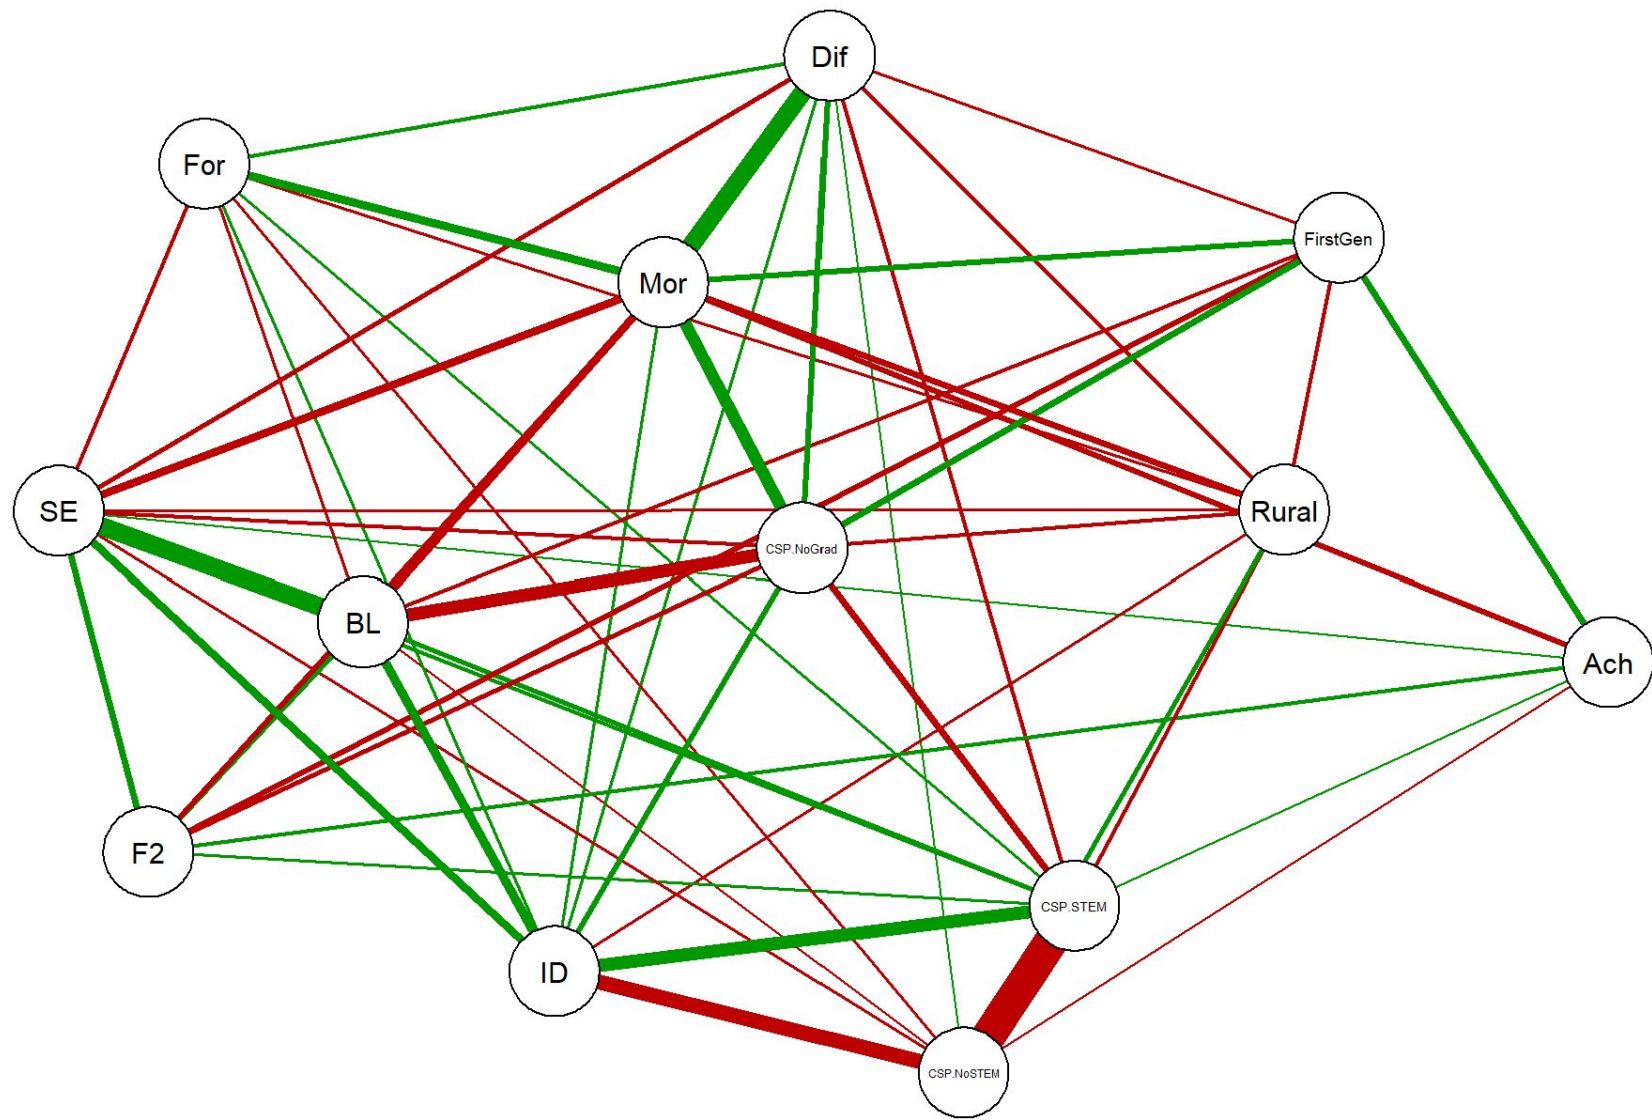 Dif
For
FirstGen
Mor
SE
Rural
CSP.NoGrad
BL
Ach
F2
CSP.STEM
ID
CSP.NoSTEM